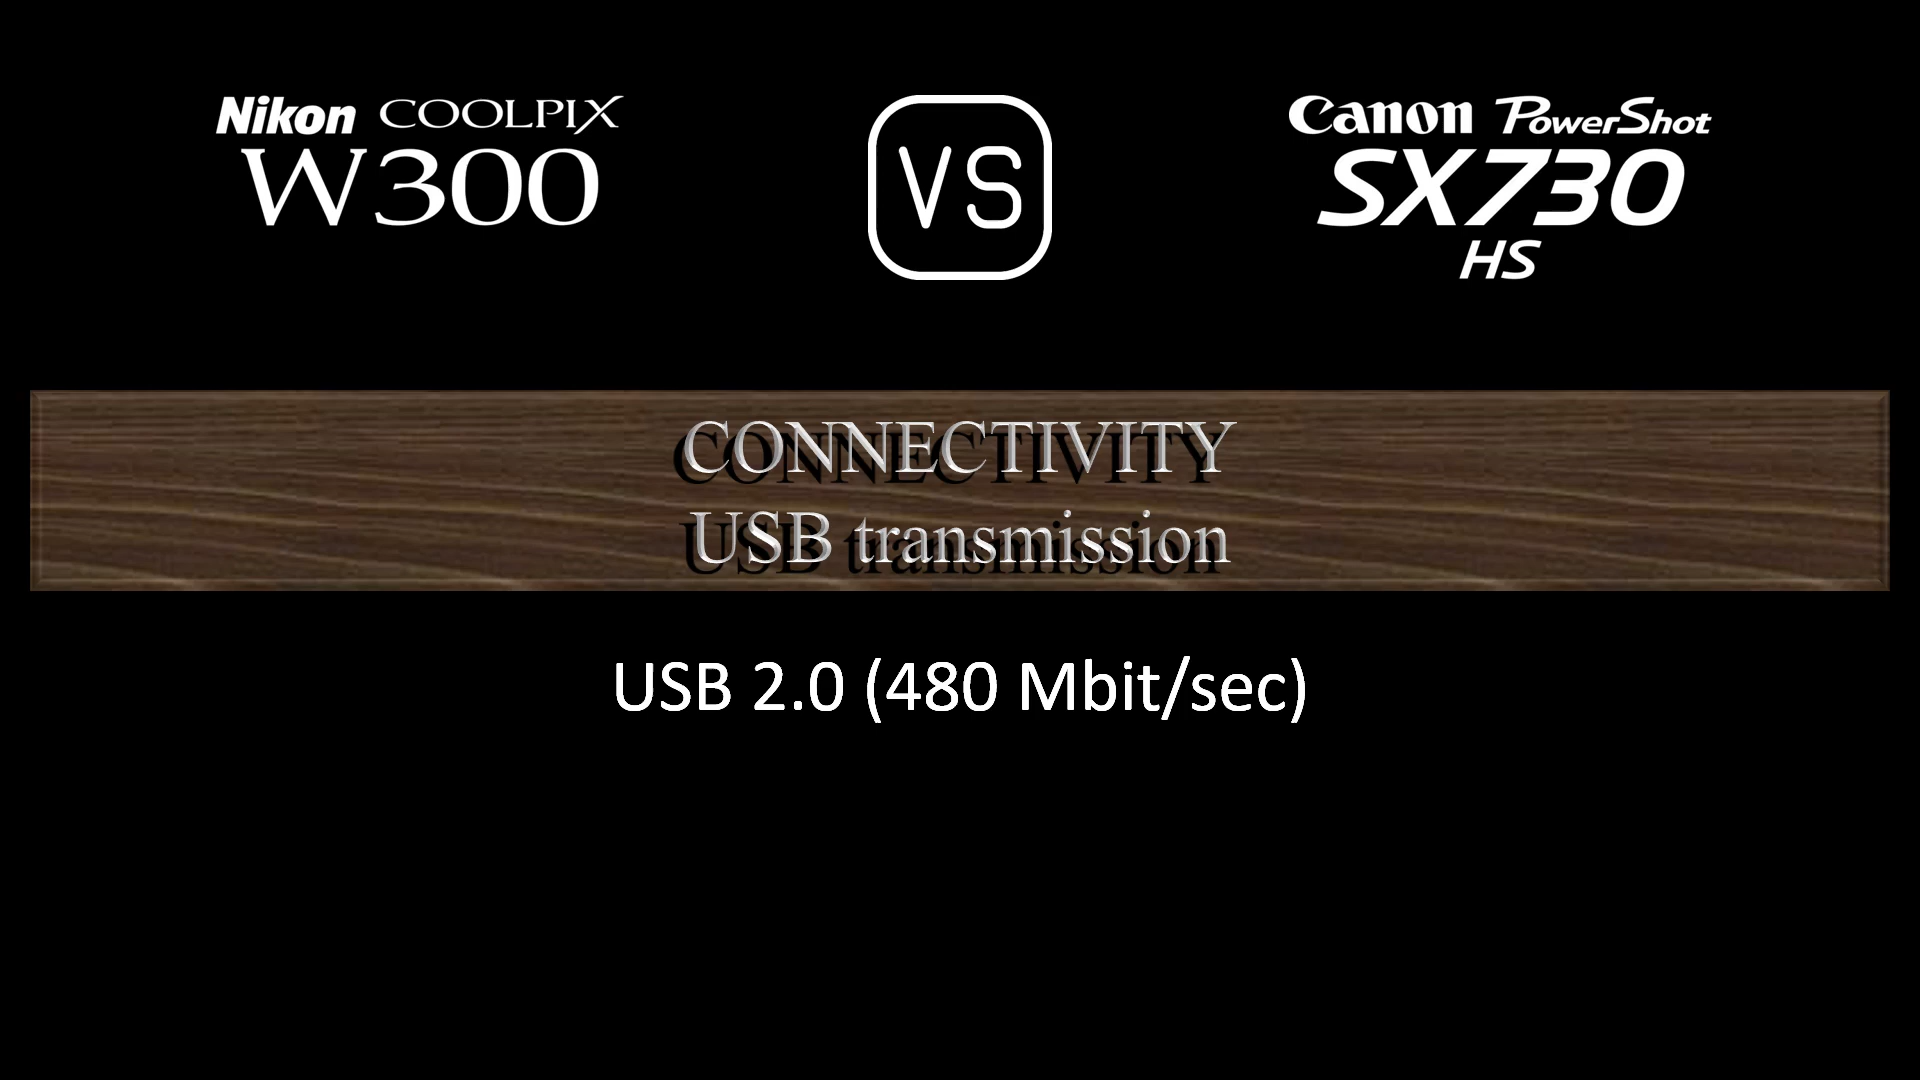 Nikon COOLPIX
W300
VS
Canon PowerShot
SX730
HS
CONNECTIVITY
USB transmission
USB 2.0 (480 Mbit/sec)